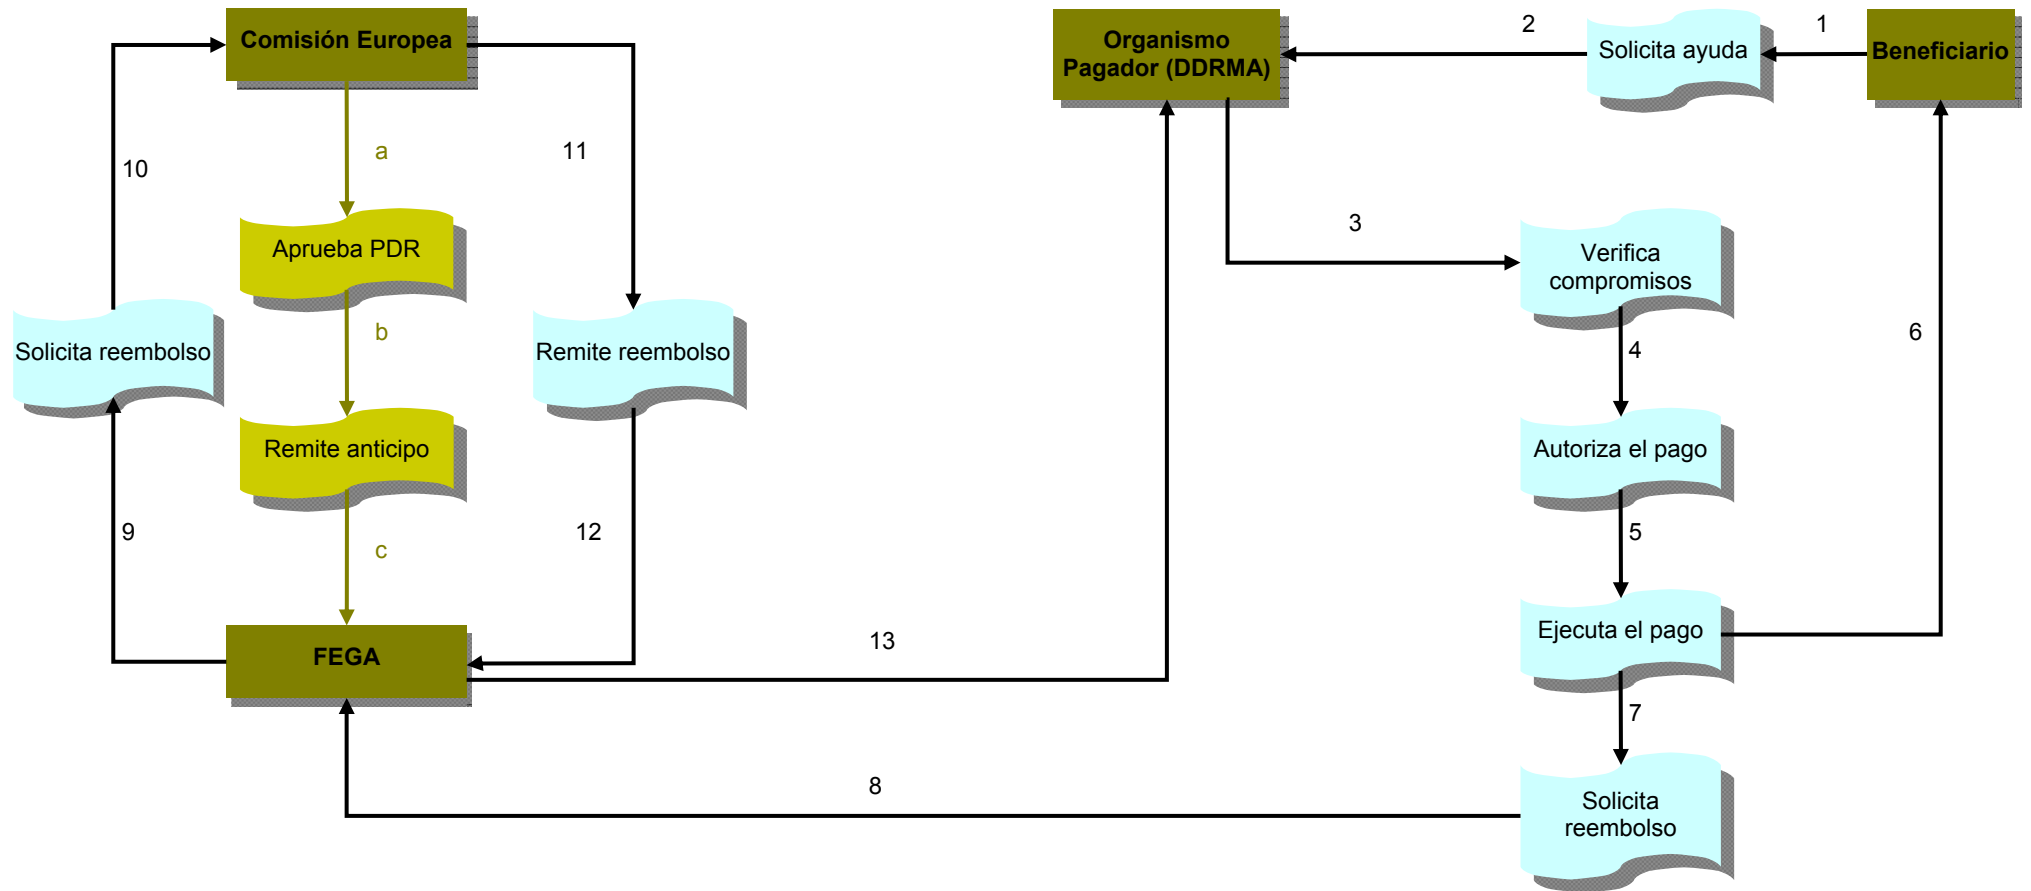 Comisión Europea
Organismo
Pagador (DDRMA)
2
Solicita ayuda
1
Beneficiario
10
a
11
Aprueba PDR
3
Verifica
compromisos
Solicita reembolso
b
Remite reembolso
4
6
Remite anticipo
Autoriza el pago
9
c
12
5
FEGA
13
Ejecuta el pago
7
8
Solicita
reembolso